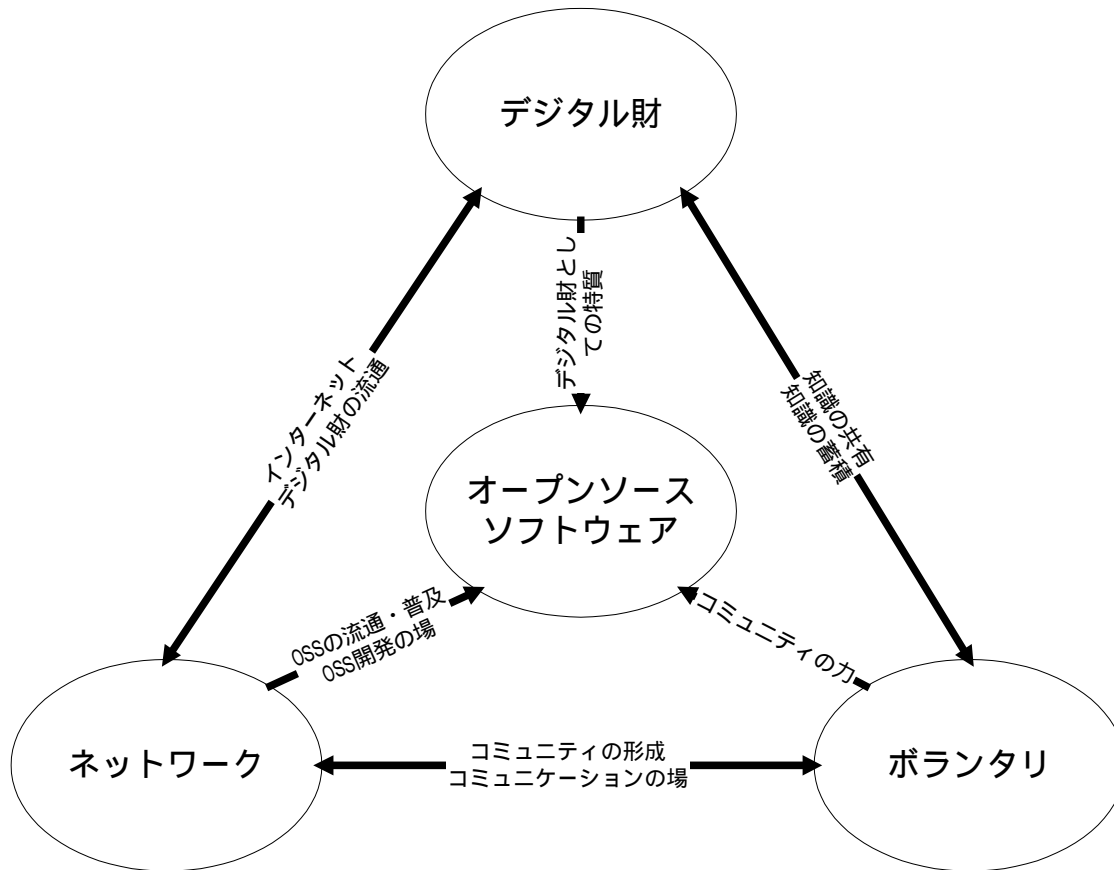 デジタル財
デジタル財とし
ての特質
インターネット
デジタル財の流通
知識の共有
知識の蓄積
オープンソース
ソフトウェア
OSSの流通・普及
OSS開発の場
コミュニティの力
ネットワーク
コミュニティの形成
コミュニケーションの場
ボランタリ